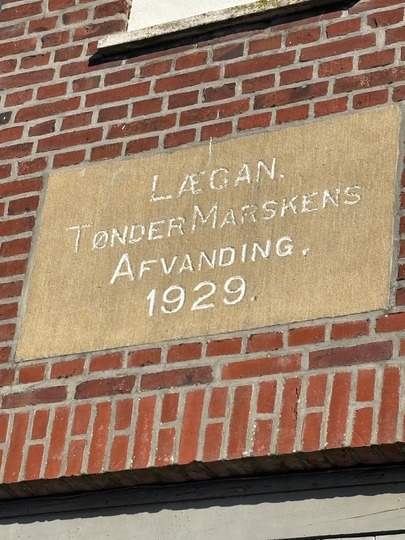 LÆGAN.
TØNDER MARSKENS
AFVANDING.
1929.